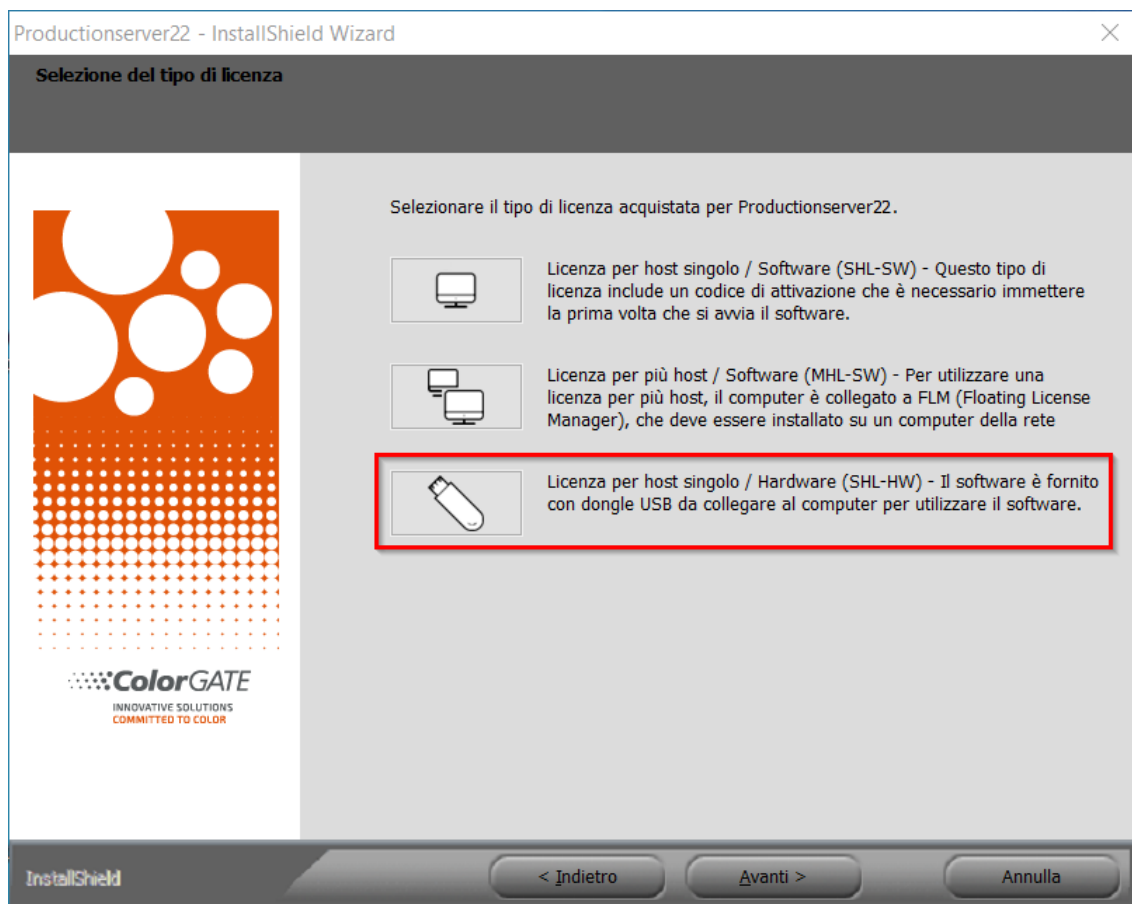 Productionserver22 - InstallShield Wizard
Selezione del tipo di licenza
Selezionare il tipo di licenza acquistata per Productionserver22.
Licenza per host singolo / Software (SHL-SW) - Questo tipo di
licenza include un codice di attivazione che è necessario immettere
la prima volta che si avvia il software.
Licenza per più host / Software (MHL-SW) - Per utilizzare una
licenza per più host, il computer è collegato a FLM (Floating License
Manager), che deve essere installato su un computer della rete
Licenza per host singolo / Hardware (SHL-HW) - Il software è fornito
con dongle USB da collegare al computer per utilizzare il software.
ColorGATE
INNOVATIVE SOLUTIONS
COMMITTED TO COLOR
InstallShield
< Indietro
Avanti >
Annulla